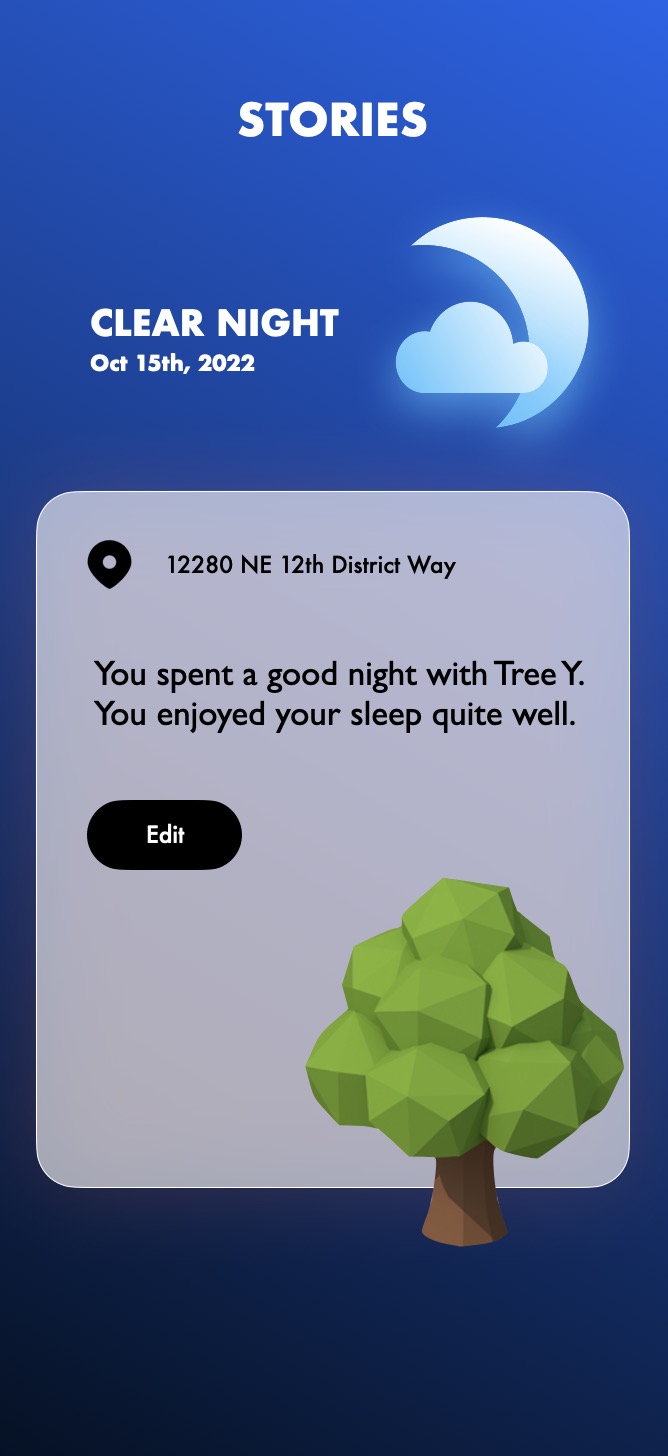 STORIES
CLEAR NIGHT
Oct 15th, 2022
12280 NE 12th District Way
You spent a good night with Tree Y.
You enjoyed your sleep quite well.
Edit